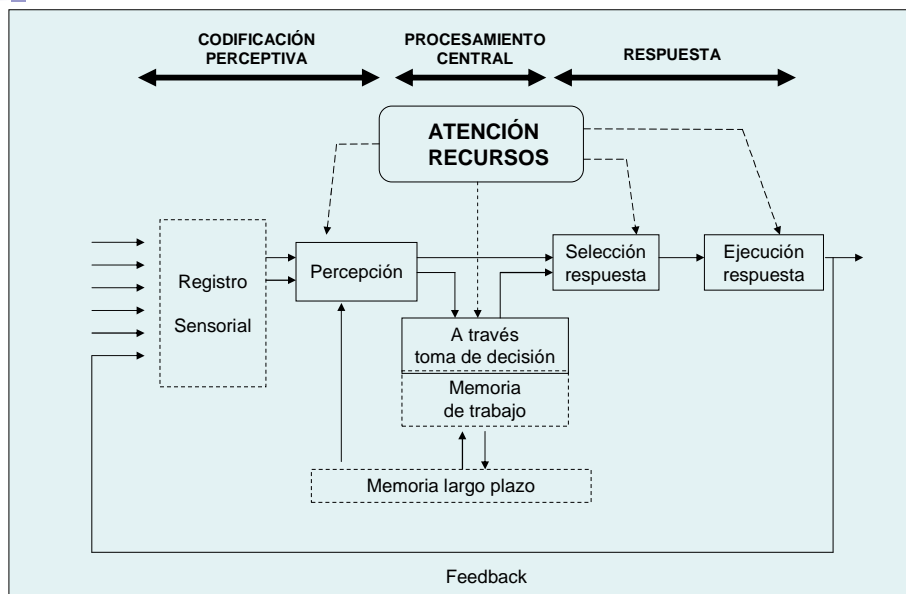 CODIFICACIÓN
PERCEPTIVA
PROCESAMIENTO
CENTRAL
RESPUESTA
ATENCIÓN
RECURSOS
Registro
Sensorial
Percepción
Selección
respuesta
Ejecución
respuesta
A través
toma de decisión
Memoria
de trabajo
Memoria largo plazo
Feedback